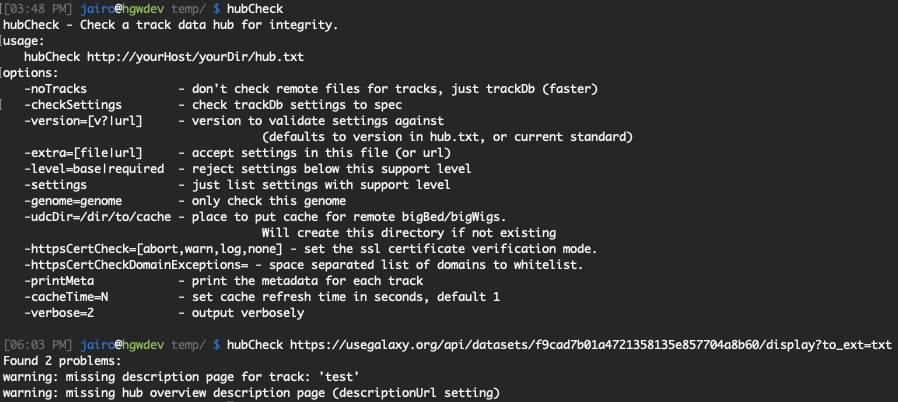 [03:48 PM] jairo@hgwdev temp/ $ hubCheck
hubCheck - Check a track data hub for integrity.
usage:
   hubCheck http://yourHost/yourDir/hub.txt
options:
   -noTracks             - don't check remote files for tracks, just trackDb (faster)
   -checkSettings        - check trackDb settings to spec
   -version=[v?|url]     - version to validate settings against
                                     (defaults to version in hub.txt, or current standard)
   -extra=[file|url]     - accept settings in this file (or url)
   -level=base|required  - reject settings below this support level
   -settings             - just list settings with support level
   -genome=genome        - only check this genome
   -udcDir=/dir/to/cache - place to put cache for remote bigBed/bigWigs.
                                     Will create this directory if not existing
   -httpsCertCheck=[abort,warn,log,none] - set the ssl certificate verification mode.
   -httpsCertCheckDomainExceptions= - space separated list of domains to whitelist.
   -printMeta            - print the metadata for each track
   -cacheTime=N          - set cache refresh time in seconds, default 1
   -verbose=2            - output verbosely
[06:03 PM] jairo@hgwdev temp/ $ hubCheck https://usegalaxy.org/api/datasets/f9cad7b01a4721358135e857704a8b60/display?to_ext=txt
Found 2 problems:
warning: missing description page for track: 'test'
warning: missing hub overview description page (descriptionUrl setting)